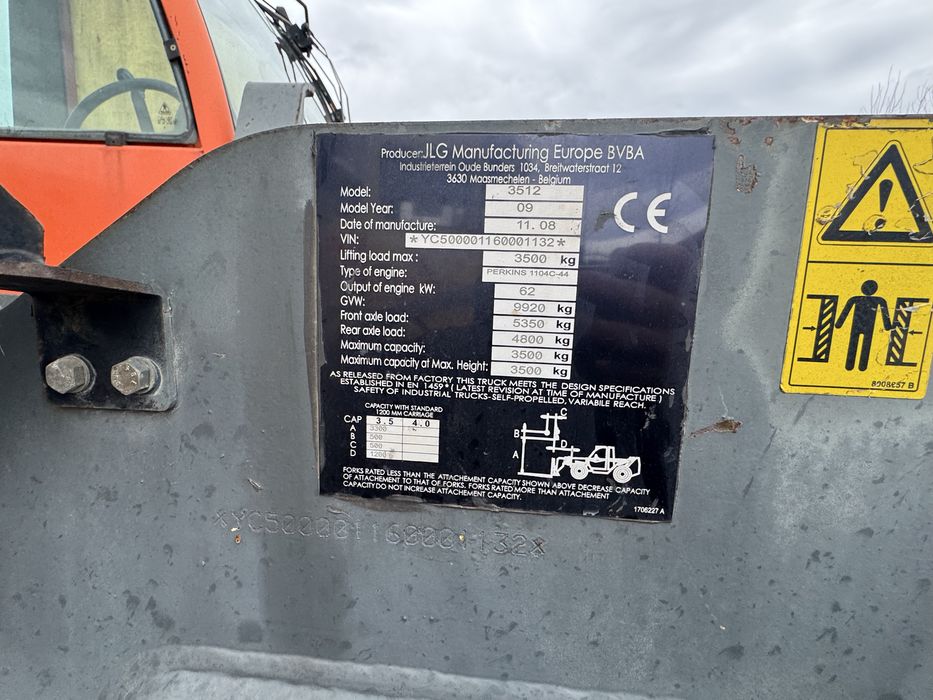 Producer: JLG Manufacturing Europe BVBA
Industrieterrein Oude Bunders 1034, Breitwaterstraat 12
3630 Maasmechelen - Belgium
Model: 3512
Model Year: 09
Date of manufacture: 11.08
VIN: *YC500001160001132*
Lifting load max: 3500 kg
Type of engine: PERKINS 1104C-44
Output of engine kW: 62
GVW: 9920 kg
Front axle load: 5350 kg
Rear axle load: 4800 kg
Maximum capacity: 3500 kg
Maximum capacity at Max. Height: 3500 kg
CE
AS RELEASED FROM FACTORY THIS TRUCK MEETS THE DESIGN SPECIFICATIONS
ESTABLISHED IN EN 1459* (LATEST REVISION AT TIME OF MANUFACTURE)
SAFETY OF INDUSTRIAL TRUCKS-SELF-PROPELLED, VARIABLE REACH.
CAPACITY WITH STANDARD
1200 MM CARRIAGE
CAP 3.5 4.0
A 3300
B 500
C 500
D 1200
C
B
D
A
FORKS RATED LESS THAN THE ATTACHEMENT CAPACITY SHOWN ABOVE DECREASE CAPACITY
OF ATTACHEMENT TO THAT OF FORKS. FORKS RATED MORE THAN ATTACHEMENT
CAPACITY DO NOT INCREASE ATTACHEMENT CAPACITY.
1706227 A
*YC500001160001132*